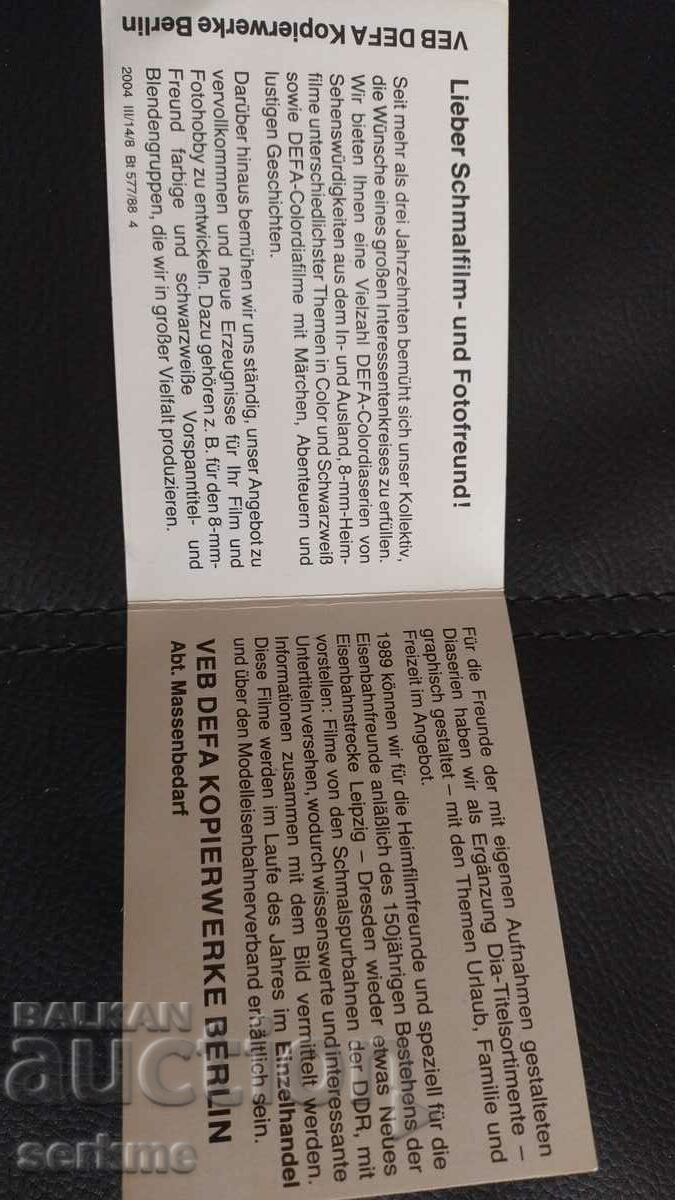 VEB DEFA Kopierwerke Berlin
Lieber Schmalfilm- und Fotofreund!
Seit mehr als drei Jahrzehnten bemüht sich unser Kollektiv,
die Wünsche eines großen Interessentenkreises zu erfüllen.
Wir bieten Ihnen eine Vielzahl DEFA-Colordiaserien von
Sehenswürdigkeiten aus dem In- und Ausland, 8-mm-Heim-
filme unterschiedlichster Themen in Color und Schwarzweiß
sowie DEFA-Colordiafilme mit Märchen, Abenteuern und
lustigen Geschichten.
Darüber hinaus bemühen wir uns ständig, unser Angebot zu
vervollkommnen und neue Erzeugnisse für Ihr Film und
Fotohobby zu entwickeln. Dazu gehören z. B. für den 8-mm-
Freund farbige und schwarzweiße Vorspanntitel- und
Blendengruppen, die wir in großer Vielfalt produzieren.
2004 III/14/8 Bt 577/88 4
Für die Freunde der mit eigenen Aufnahmen gestalteten
Diaserien haben wir als Ergänzung Dia-Titelsortimente –
graphisch gestaltet – mit den Themen Urlaub, Familie und
Freizeit im Angebot.
1989 können wir für die Heimfilmfreunde und speziell für die
Eisenbahnfreunde anläßlich des 150jährigen Bestehens der
Eisenbahnstrecke Leipzig – Dresden wieder etwas Neues
vorstellen: Filme von den Schmalspurbahnen der DDR, mit
Untertiteln versehen, wodurch wissenswerte und interessante
Informationen zusammen mit dem Bild vermittelt werden.
Diese Filme werden im Laufe des Jahres im Einzelhandel
und über den Modelleisenbahnerverband erhältlich sein.
VEB DEFA KOPIERWERKE BERLIN
Abt. Massenbedarf
BALKAN
auction
serkme